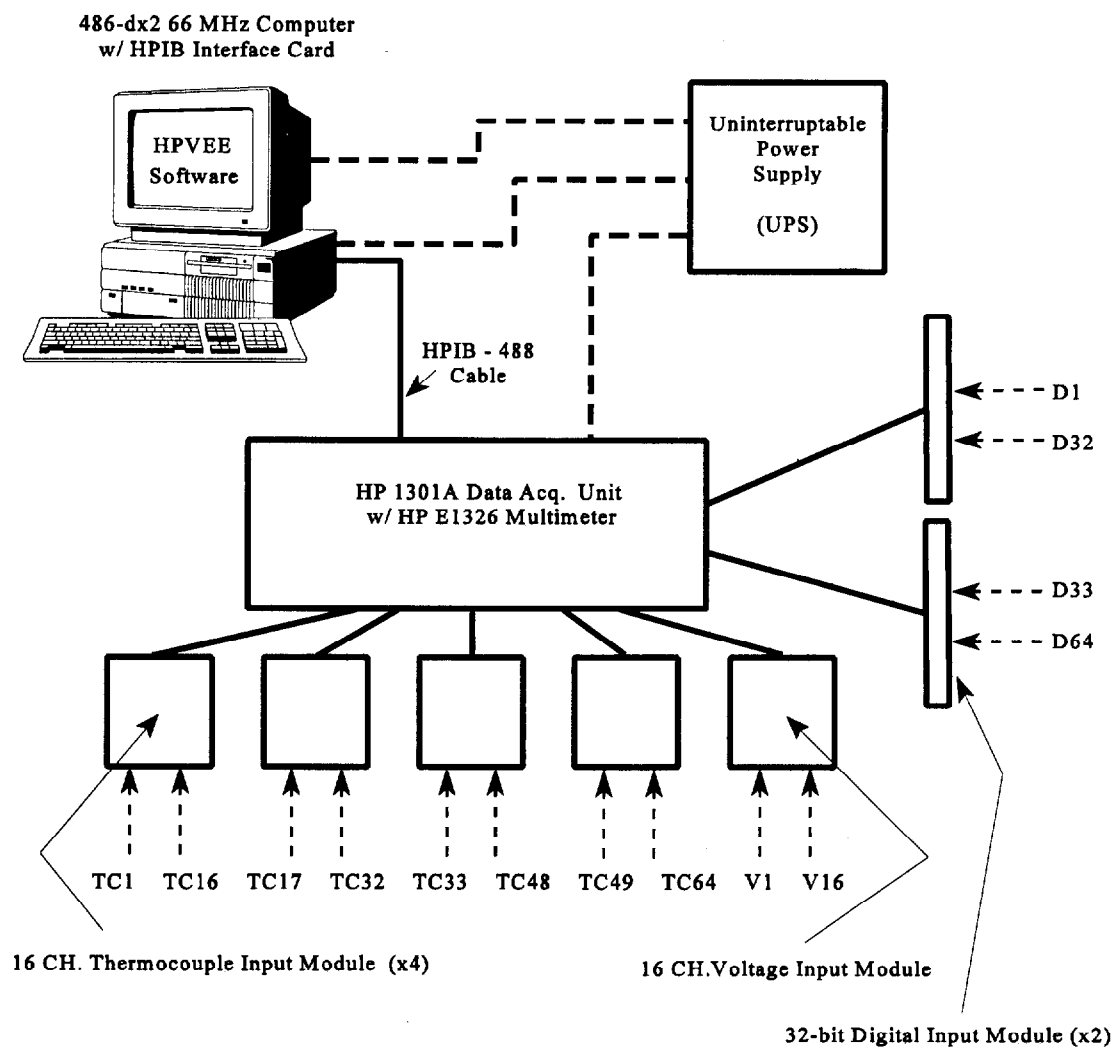 486-dx2 66 MHz Computer
w/ HPIB Interface Card
HPVEE
Software
Uninterruptable
Power
Supply
(UPS)
HPIB - 488
Cable
D1
D32
HP 1301A Data Acq. Unit
w/ HP E1326 Multimeter
D33
D64
TC1 TC16 TC17 TC32 TC33 TC48 TC49 TC64 V1 V16
16 CH. Thermocouple Input Module (x4)
16 CH.Voltage Input Module
32-bit Digital Input Module (x2)